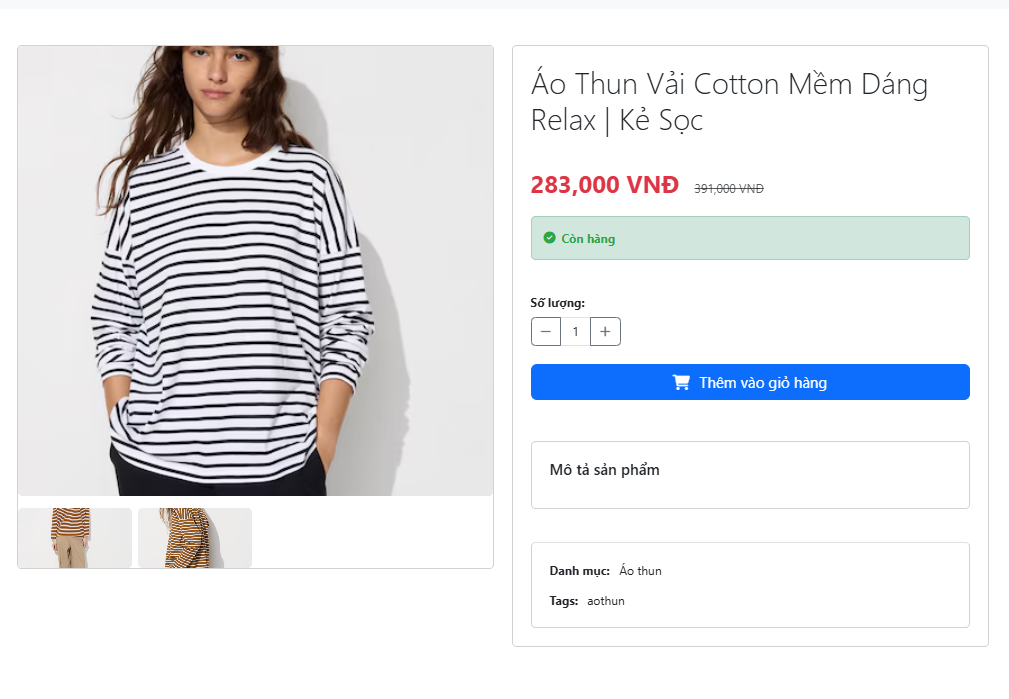 Áo Thun Vải Cotton Mềm Dáng
Relax | Kẻ Sọc
283,000 VNĐ 391,000 VNĐ
Còn hàng
Số lượng:
− 1 +
Thêm vào giỏ hàng
Mô tả sản phẩm
Danh mục: Áo thun
Tags: aothun